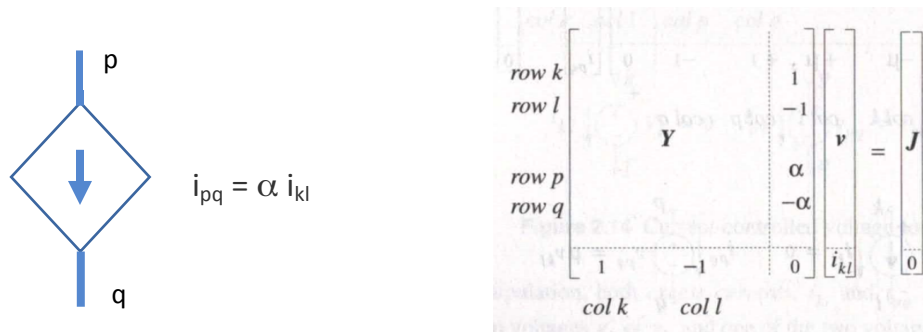 p
i_pq = α i_kl
q
row k 1
row l -1
Y v = J
row p α
row q -α
1 -1 0 i_kl 0
col k col l